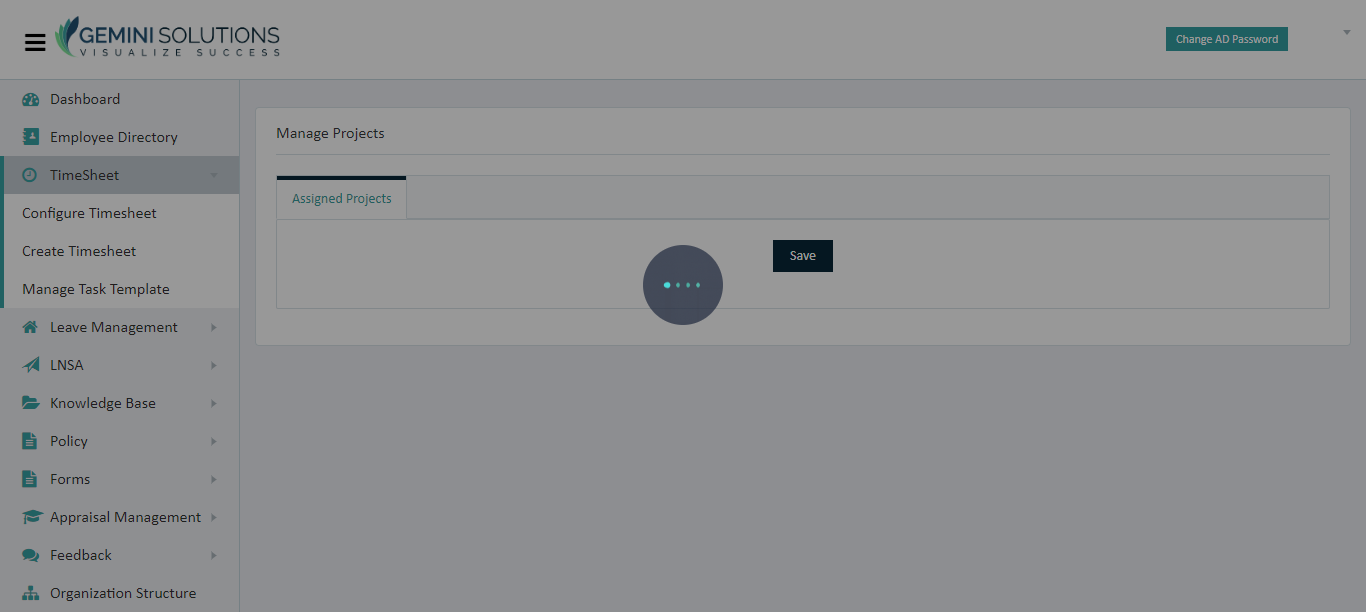 GEMINI SOLUTIONS
VISUALIZE SUCCESS
Change AD Password
Dashboard
Employee Directory
TimeSheet
Configure Timesheet
Create Timesheet
Manage Task Template
Leave Management
LNSA
Knowledge Base
Policy
Forms
Appraisal Management
Feedback
Organization Structure
Manage Projects
Assigned Projects
Save